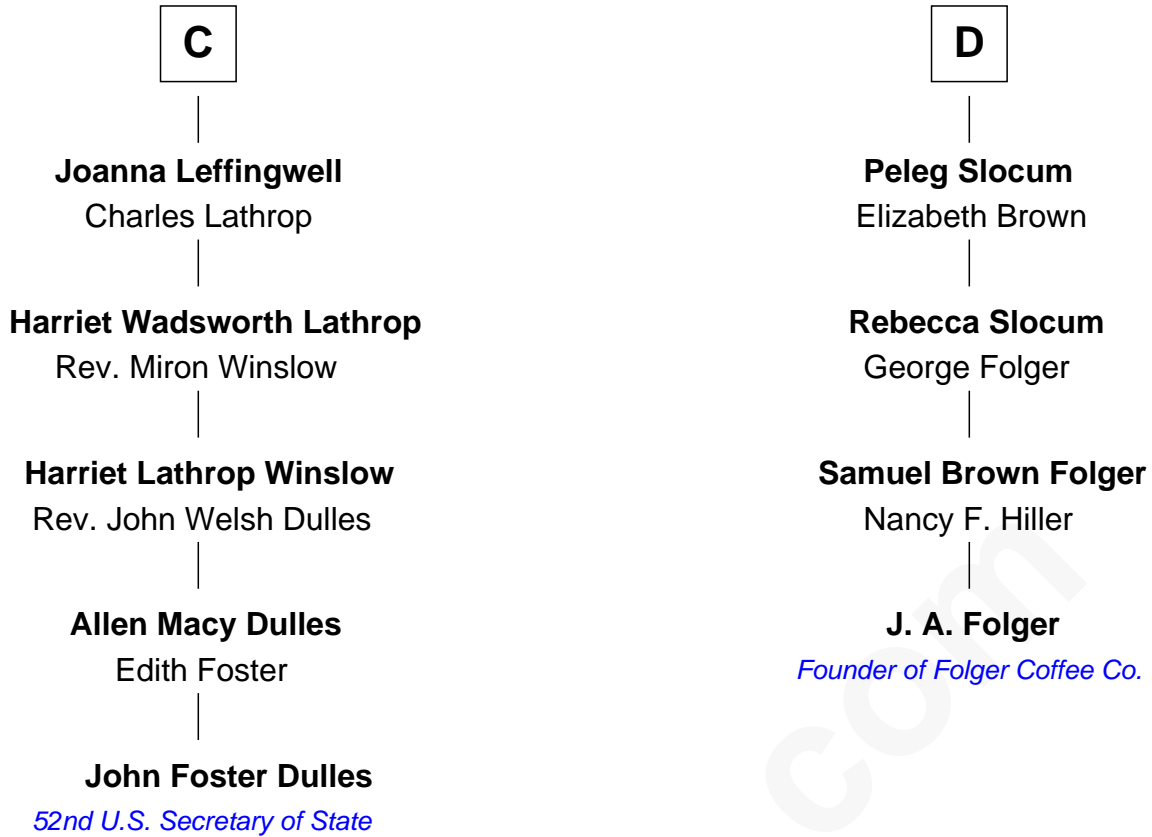 C
Joanna Leffingwell
Charles Lathrop
Harriet Wadsworth Lathrop
Rev. Miron Winslow
Harriet Lathrop Winslow
Rev. John Welsh Dulles
Allen Macy Dulles
Edith Foster
John Foster Dulles
52nd U.S. Secretary of State
D
Peleg Slocum
Elizabeth Brown
Rebecca Slocum
George Folger
Samuel Brown Folger
Nancy F. Hiller
J. A. Folger
Founder of Folger Coffee Co.
com